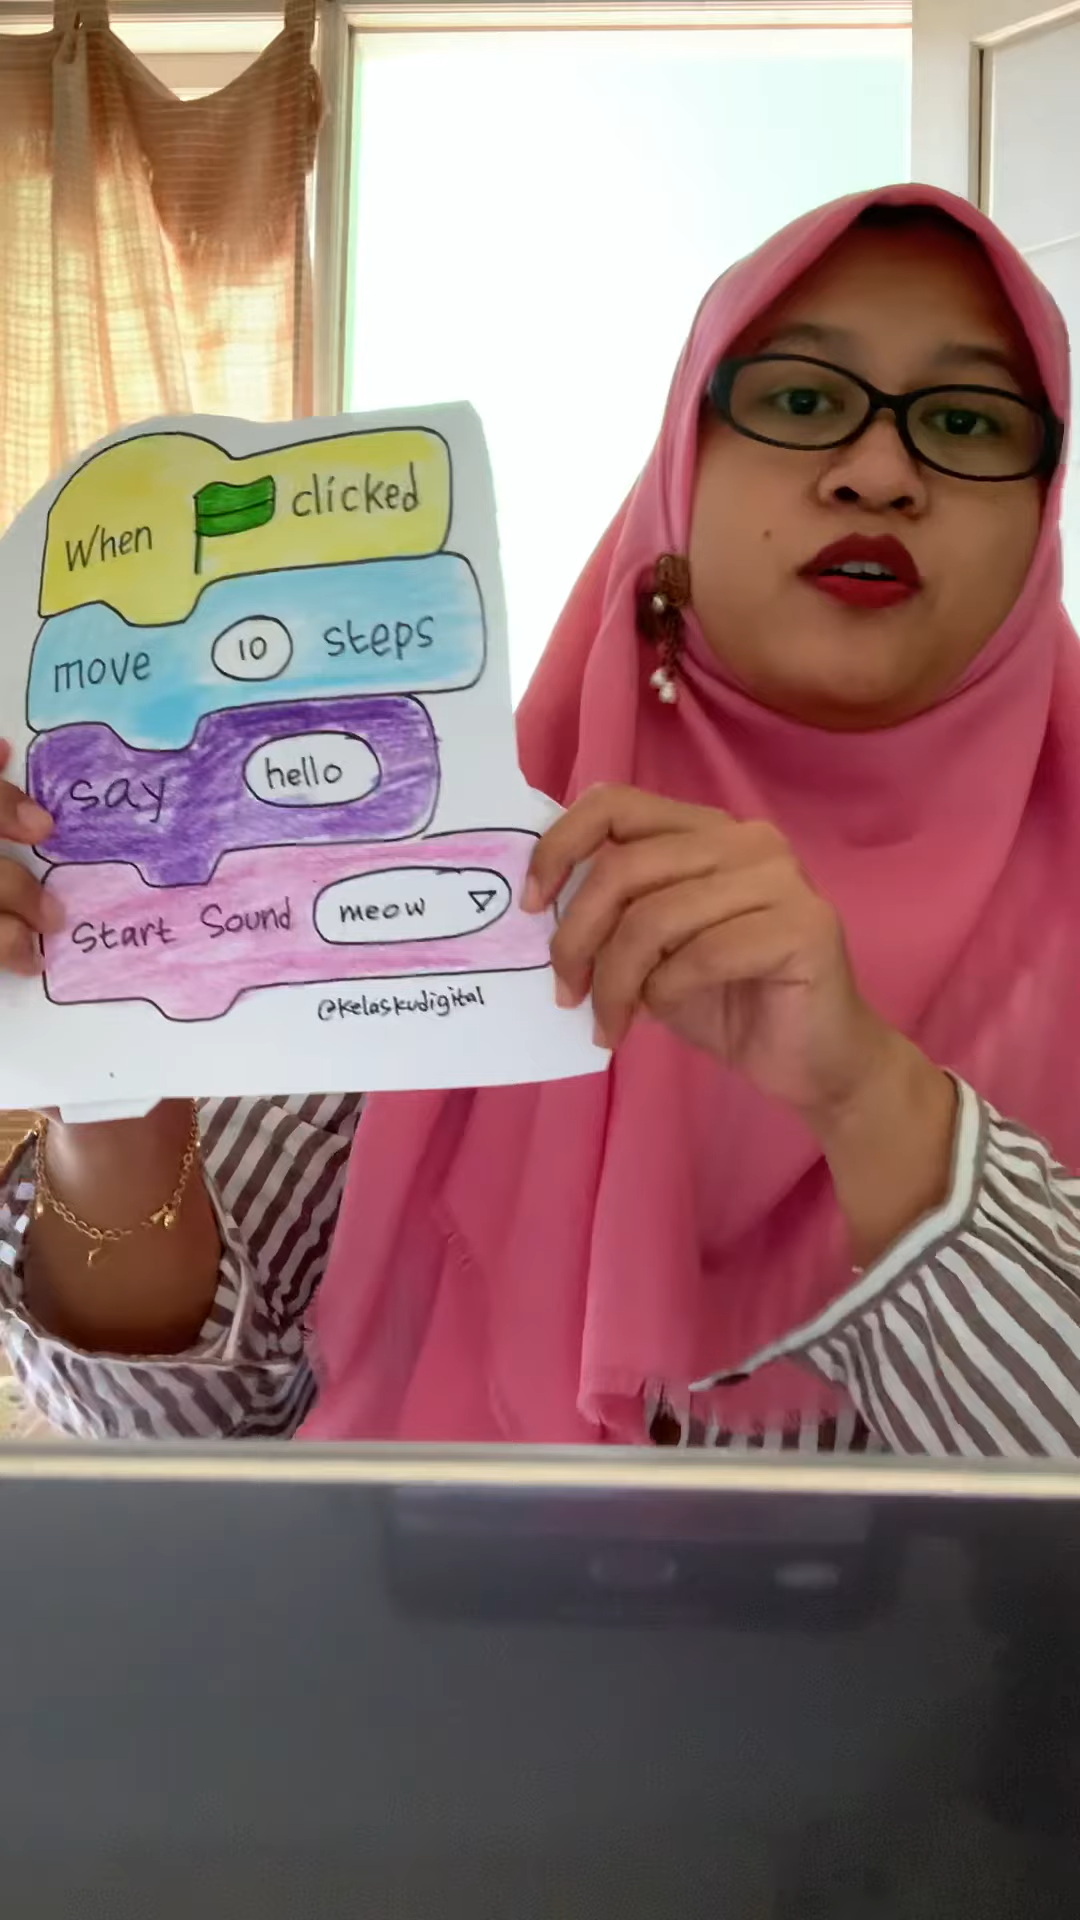 When clicked
move 10 steps
say hello
Start Sound meow
@kelaskudigital